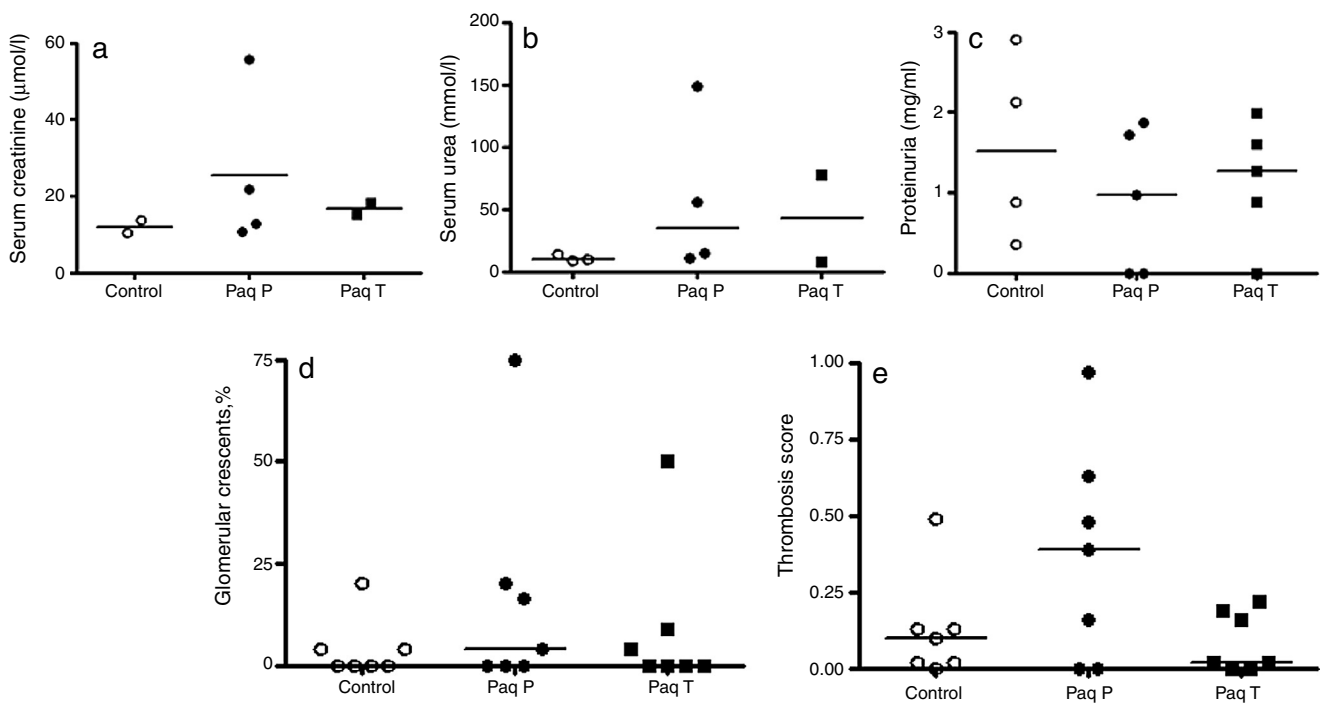 a
Serum creatinine (μmol/l)
60
40
20
0
Control Paq P Paq T
b
Serum urea (mmol/l)
200
150
100
50
0
Control Paq P Paq T
c
Proteinuria (mg/ml)
3
2
1
0
Control Paq P Paq T
d
Glomerular crescents,%
75
50
25
0
Control Paq P Paq T
e
Thrombosis score
1.00
0.75
0.50
0.25
0.00
Control Paq P Paq T